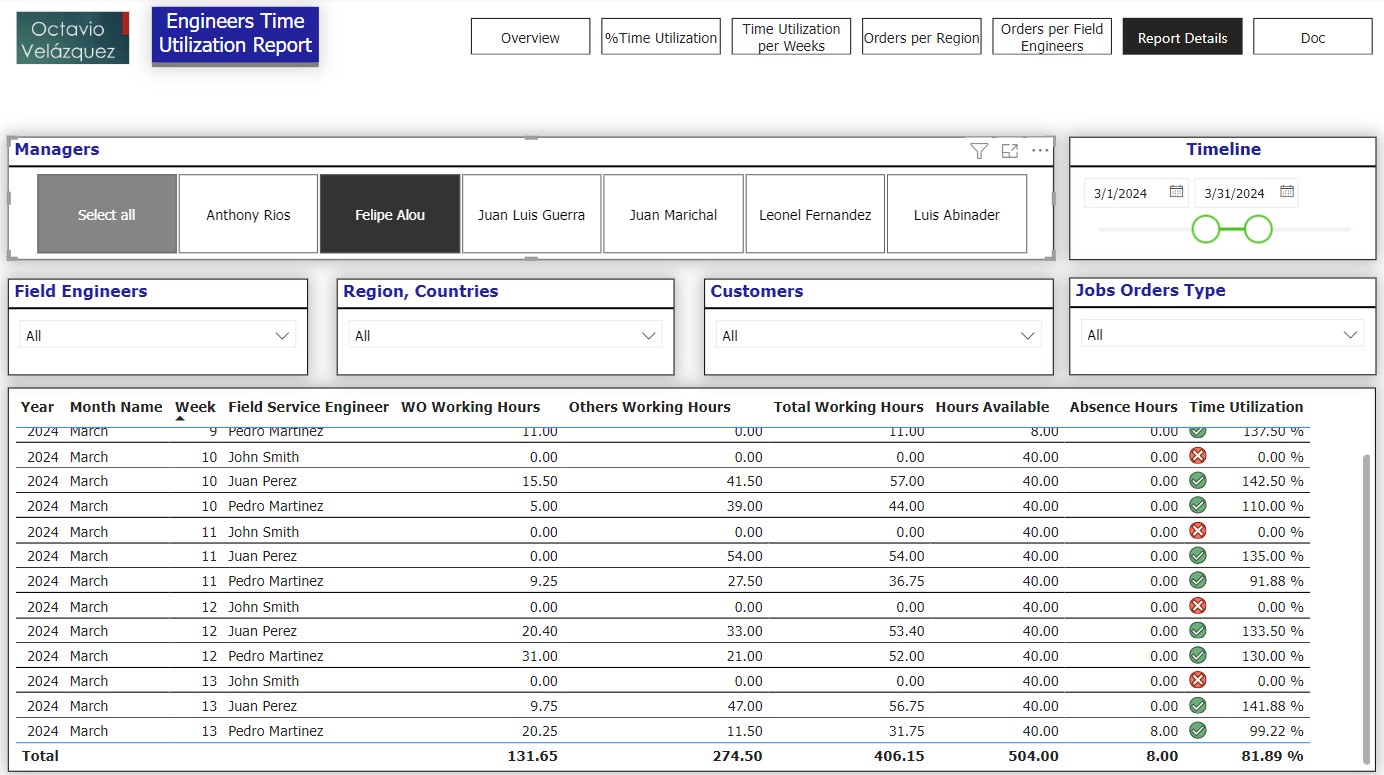 Octavio
Velázquez
Engineers Time
Utilization Report
Overview
%Time Utilization
Time Utilization
per Weeks
Orders per Region
Orders per Field
Engineers
Report Details
Doc
Managers
Select all
Anthony Rios
Felipe Alou
Juan Luis Guerra
Juan Marichal
Leonel Fernandez
Luis Abinader
Timeline
3/1/2024
3/31/2024
Field Engineers
All
Region, Countries
All
Customers
All
Jobs Orders Type
All
Year Month Name Week Field Service Engineer WO Working Hours Others Working Hours Total Working Hours Hours Available Absence Hours Time Utilization
2024 March 9 Pedro Martinez 11.00 0.00 11.00 8.00 0.00 137.50 %
2024 March 10 John Smith 0.00 0.00 0.00 40.00 0.00 0.00 %
2024 March 10 Juan Perez 15.50 41.50 57.00 40.00 0.00 142.50 %
2024 March 10 Pedro Martinez 5.00 39.00 44.00 40.00 0.00 110.00 %
2024 March 11 John Smith 0.00 0.00 0.00 40.00 0.00 0.00 %
2024 March 11 Juan Perez 0.00 54.00 54.00 40.00 0.00 135.00 %
2024 March 11 Pedro Martinez 9.25 27.50 36.75 40.00 0.00 91.88 %
2024 March 12 John Smith 0.00 0.00 0.00 40.00 0.00 0.00 %
2024 March 12 Juan Perez 20.40 33.00 53.40 40.00 0.00 133.50 %
2024 March 12 Pedro Martinez 31.00 21.00 52.00 40.00 0.00 130.00 %
2024 March 13 John Smith 0.00 0.00 0.00 40.00 0.00 0.00 %
2024 March 13 Juan Perez 9.75 47.00 56.75 40.00 0.00 141.88 %
2024 March 13 Pedro Martinez 20.25 11.50 31.75 40.00 8.00 99.22 %
Total 131.65 274.50 406.15 504.00 8.00 81.89 %